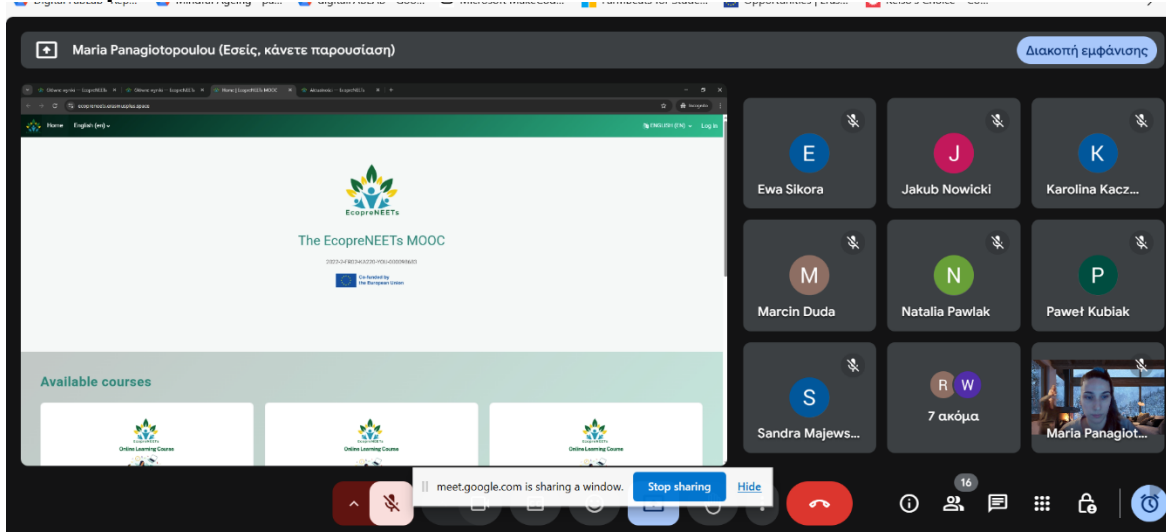 Maria Panagiotopoulou (Εσείς, κάνετε παρουσίαση)
Διακοπή εμφάνισης
ecopreneets.erasmusplus.space
Home English (en)
ENGLISH (EN) Log in
EcopreNEETs
The EcopreNEETs MOOC
Co-funded by
the European Union
Available courses
Online Learning Course
Online Learning Course
Online Learning Course
E
Ewa Sikora
J
Jakub Nowicki
K
Karolina Kacz...
M
Marcin Duda
N
Natalia Pawlak
P
Paweł Kubiak
S
Sandra Majews...
R W
7 ακόμα
Maria Panagiot...
meet.google.com is sharing a window.
Stop sharing
Hide
16